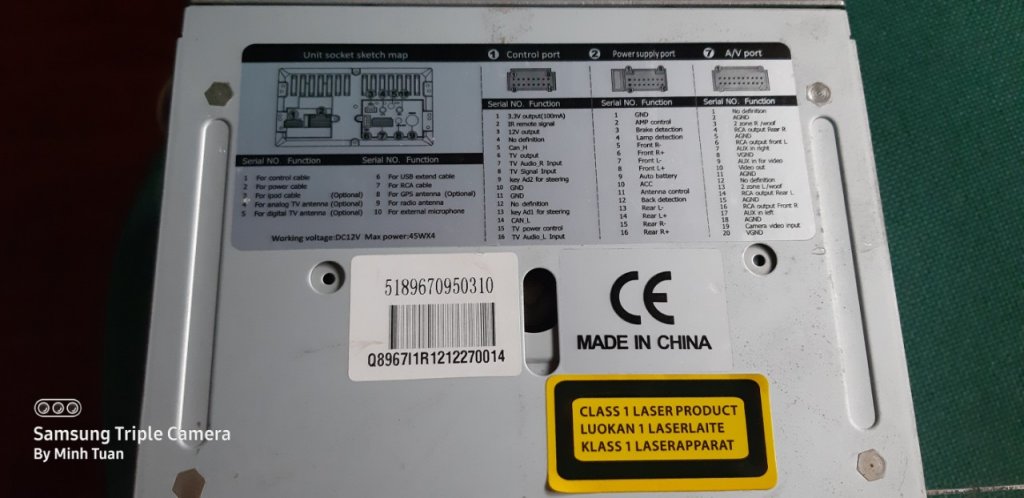 Unit socket sketch map
Serial NO. Function Serial NO. Function
1 For control cable 6 For USB extend cable
2 For power cable 7 For RCA cable
3 For ipod cable (Optional) 8 For GPS antenna (Optional)
4 For analog TV antenna (Optional) 9 For radio antenna
5 For digital TV antenna (Optional) 10 For external microphone
Working voltage:DC12V Max power:45WX4
1 Control port
Serial NO. Function
1 3.3V output(100mA)
2 IR remote signal
3 12V output
4 No definition
5 Can_H
6 TV output
7 TV Audio_R Input
8 TV Signal Input
9 key Ad2 for steering
10 GND
11 GND
12 No definition
13 key Ad1 for steering
14 CAN_L
15 TV power control
16 TV Audio_L Input
2 Power supply port
Serial NO. Function
1 GND
2 AMP control
3 Brake detection
4 Lamp detection
5 Front R-
6 Front R+
7 Front L-
8 Front L+
9 Auto battery
10 ACC
11 Antenna control
12 Back detection
13 Rear L-
14 Rear L+
15 Rear R-
16 Rear R+
7 A/V port
Serial NO. Function
1 No definition
2 AGND
3 2 zone R /woof
4 RCA output Rear R
5 AGND
6 RCA output front L
7 AUX in right
8 VGND
9 AUX in for video
10 Video out
11 AGND
12 No definition
13 2 zone L/woof
14 RCA output Rear L
15 AGND
16 RCA output Front R
17 AUX in left
18 AGND
19 Camera video input
20 VGND
5189670950310
Q8967I1R1212270014
CE
MADE IN CHINA
CLASS 1 LASER PRODUCT
LUOKAN 1 LASERLAITE
KLASS 1 LASERAPPARAT
Samsung Triple Camera
By Minh Tuan